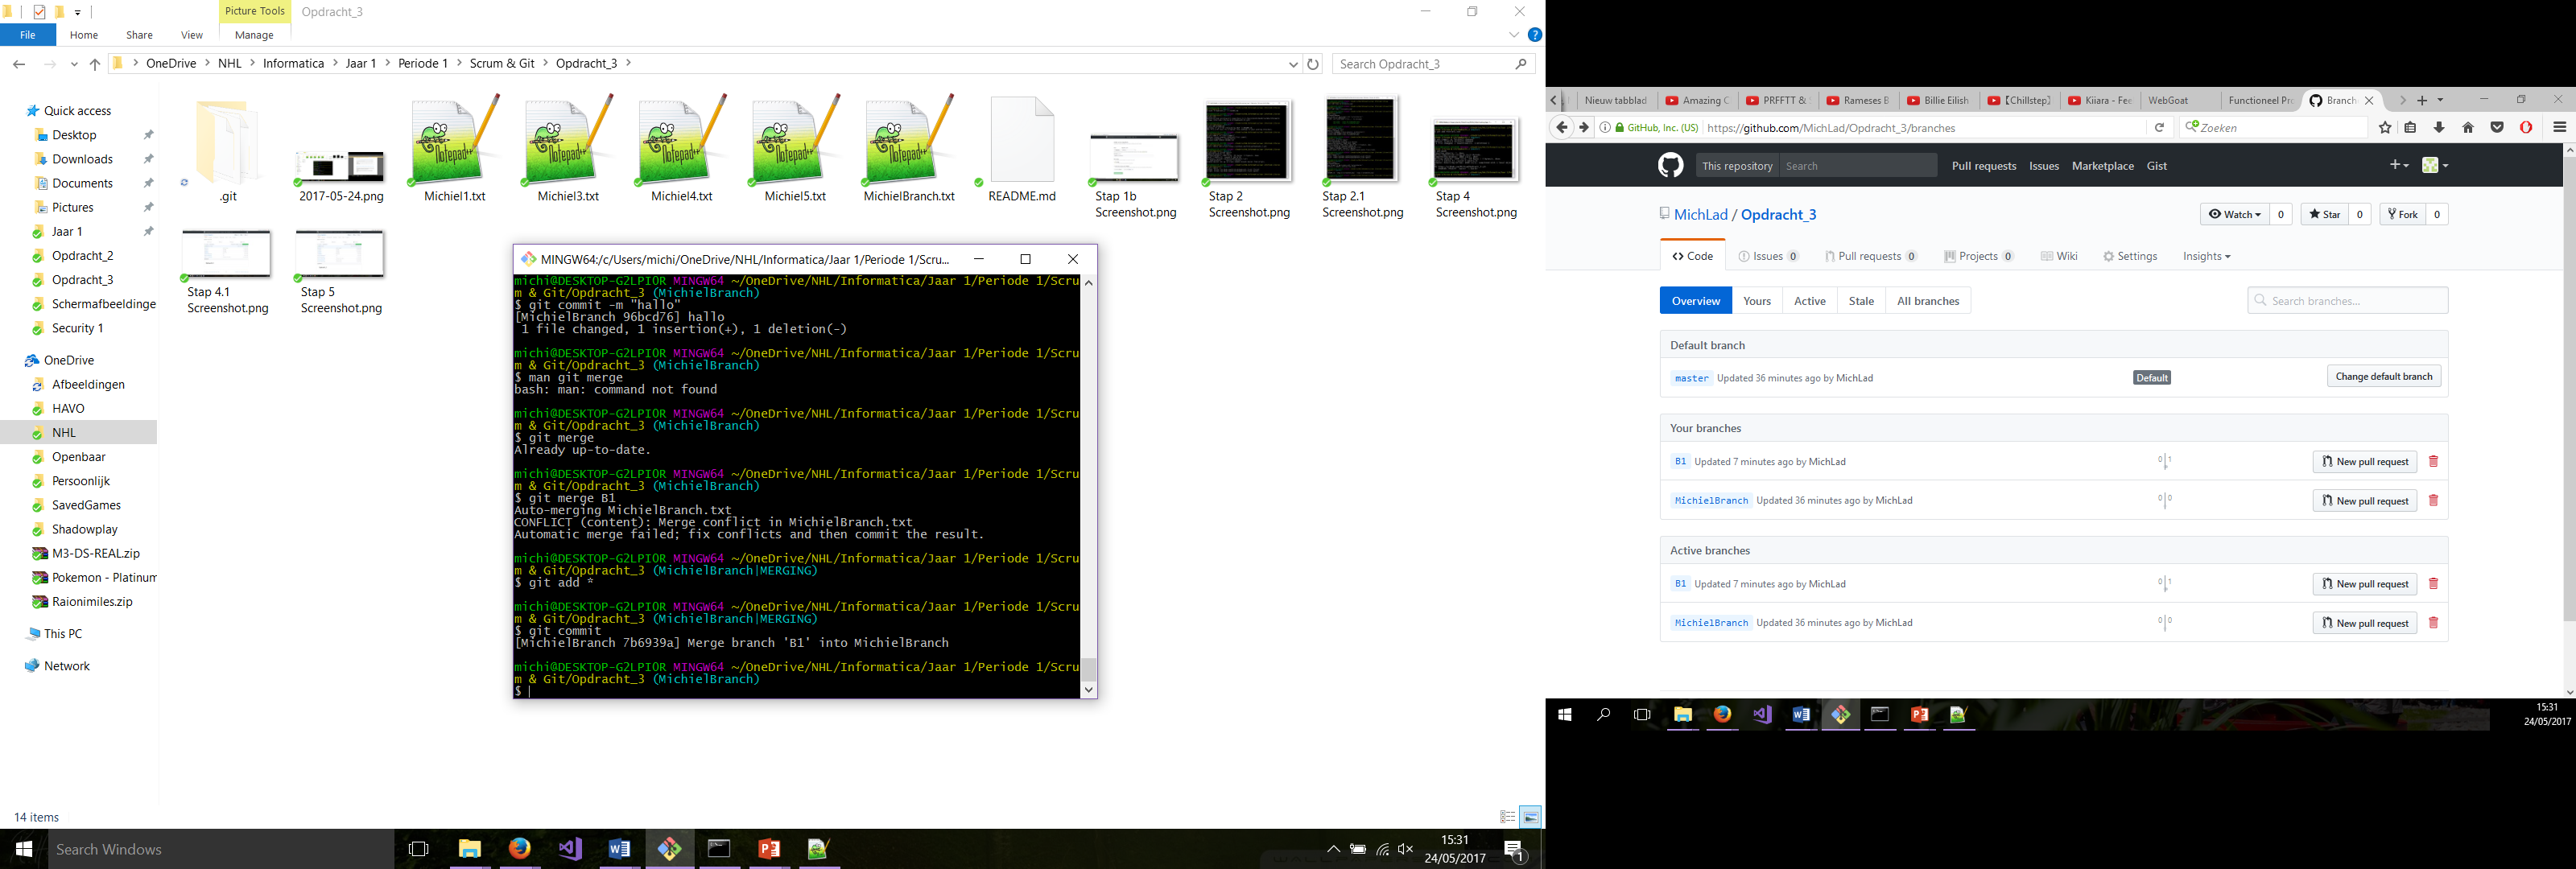 Picture Tools
Opdracht_3
File
Home
Share
View
Manage
OneDrive
NHL
Informatica
Jaar 1
Periode 1
Scrum & Git
Opdracht_3
Search Opdracht_3
Quick access
Desktop
Downloads
Documents
Pictures
Jaar 1
Opdracht_2
Opdracht_3
Schermafbeeldinge
Security 1
OneDrive
Afbeeldingen
HAVO
NHL
Openbaar
Persoonlijk
SavedGames
Shadowplay
M3-DS-REAL.zip
Pokemon - Platinum
Raionimiles.zip
This PC
Network
.git
2017-05-24.png
Michiel1.txt
Michiel3.txt
Michiel4.txt
Michiel5.txt
MichielBranch.txt
README.md
Stap 1b
Screenshot.png
Stap 2
Screenshot.png
Stap 2.1
Screenshot.png
Stap 4
Screenshot.png
Stap 4.1
Screenshot.png
Stap 5
Screenshot.png
MINGW64:/c/Users/michi/OneDrive/NHL/Informatica/Jaar 1/Periode 1/Scru...
michi@DESKTOP-G2LPIOR MINGW64 ~/OneDrive/NHL/Informatica/Jaar 1/Periode 1/Scru
m & Git/Opdracht_3 (MichielBranch)
$ git commit -m "hallo"
[MichielBranch 96bcd76] hallo
1 file changed, 1 insertion(+), 1 deletion(-)
michi@DESKTOP-G2LPIOR MINGW64 ~/OneDrive/NHL/Informatica/Jaar 1/Periode 1/Scru
m & Git/Opdracht_3 (MichielBranch)
$ man git merge
bash: man: command not found
michi@DESKTOP-G2LPIOR MINGW64 ~/OneDrive/NHL/Informatica/Jaar 1/Periode 1/Scru
m & Git/Opdracht_3 (MichielBranch)
$ git merge
Already up-to-date.
michi@DESKTOP-G2LPIOR MINGW64 ~/OneDrive/NHL/Informatica/Jaar 1/Periode 1/Scru
m & Git/Opdracht_3 (MichielBranch)
$ git merge B1
Auto-merging MichielBranch.txt
CONFLICT (content): Merge conflict in MichielBranch.txt
Automatic merge failed; fix conflicts and then commit the result.
michi@DESKTOP-G2LPIOR MINGW64 ~/OneDrive/NHL/Informatica/Jaar 1/Periode 1/Scru
m & Git/Opdracht_3 (MichielBranch|MERGING)
$ git add *
michi@DESKTOP-G2LPIOR MINGW64 ~/OneDrive/NHL/Informatica/Jaar 1/Periode 1/Scru
m & Git/Opdracht_3 (MichielBranch|MERGING)
$ git commit
[MichielBranch 7b6939a] Merge branch 'B1' into MichielBranch
michi@DESKTOP-G2LPIOR MINGW64 ~/OneDrive/NHL/Informatica/Jaar 1/Periode 1/Scru
m & Git/Opdracht_3 (MichielBranch)
$
14 items
Search Windows
15:31
24/05/2017
1
Nieuw tabblad
Amazing C
PRFFTT &
Rameses B
Billie Eilish
【Chillstep】
Kiiara - Fee
WebGoat
Functioneel Pro
Branch
GitHub, Inc. (US)
https://github.com/MichLad/Opdracht_3/branches
Zoeken
This repository
Search
Pull requests
Issues
Marketplace
Gist
MichLad / Opdracht_3
Watch 0
Star 0
Fork 0
Code
Issues 0
Pull requests 0
Projects 0
Wiki
Settings
Insights
Overview
Yours
Active
Stale
All branches
Search branches...
Default branch
master Updated 36 minutes ago by MichLad
Default
Change default branch
Your branches
B1 Updated 7 minutes ago by MichLad
0 1
New pull request
MichielBranch Updated 36 minutes ago by MichLad
0 0
New pull request
Active branches
B1 Updated 7 minutes ago by MichLad
0 1
New pull request
MichielBranch Updated 36 minutes ago by MichLad
0 0
New pull request
15:31
24/05/2017